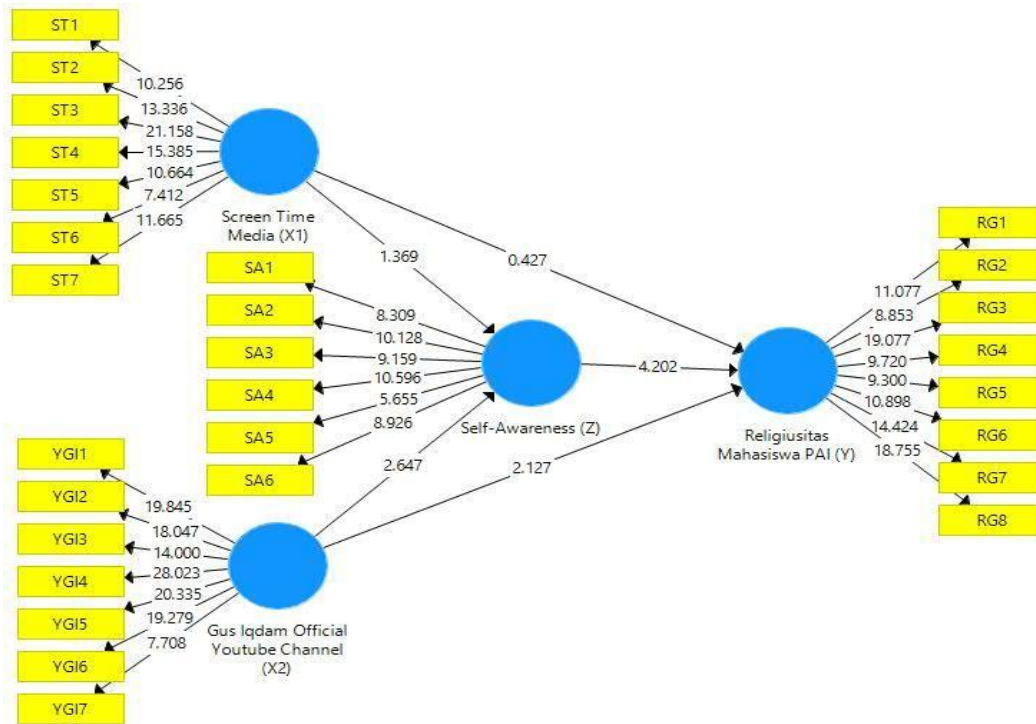 ST1
ST2
ST3
ST4
ST5
ST6
ST7
10.256
13.336
21.158
15.385
10.664
7.412
11.665
Screen Time
Media (X1)
1.369
0.427
SA1
SA2
SA3
SA4
SA5
SA6
8.309
10.128
9.159
10.596
5.655
8.926
Self-Awareness (Z)
4.202
2.647
2.127
YGI1
YGI2
YGI3
YGI4
YGI5
YGI6
YGI7
19.845
18.047
14.000
28.023
20.335
19.279
7.708
Gus Iqdam Official
Youtube Channel
(X2)
Religiusitas
Mahasiswa PAI (Y)
11.077
8.853
19.077
9.720
9.300
10.898
14.424
18.755
RG1
RG2
RG3
RG4
RG5
RG6
RG7
RG8